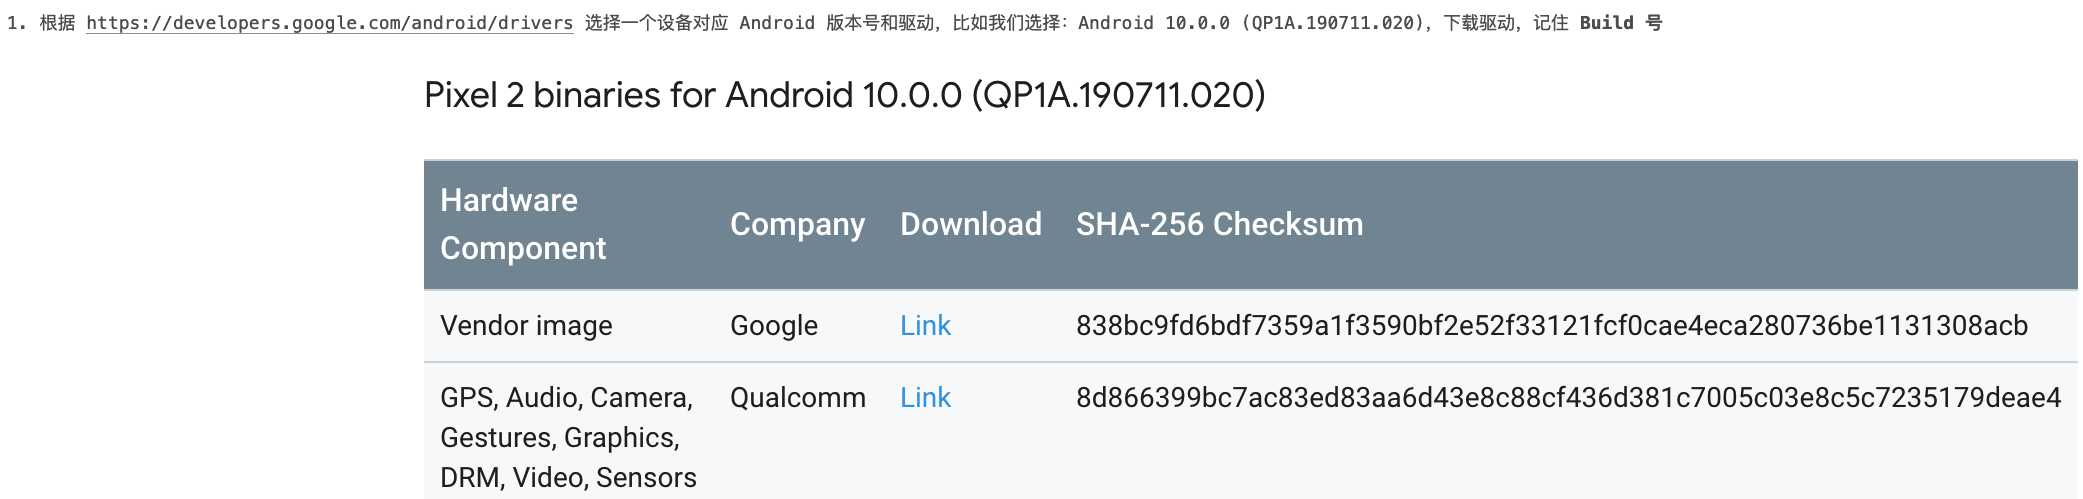 1. 根据 https://developers.google.com/android/drivers 选择一个设备对应 Android 版本号和驱动，比如我们选择：Android 10.0.0 (QP1A.190711.020)，下载驱动，记住 Build 号
Pixel 2 binaries for Android 10.0.0 (QP1A.190711.020)
Hardware Component Company Download SHA-256 Checksum
Vendor image Google Link 838bc9fd6bdf7359a1f3590bf2e52f33121fcf0cae4eca280736be1131308acb
GPS, Audio, Camera, Qualcomm Link 8d866399bc7ac83ed83aa6d43e8c88cf436d381c7005c03e8c5c7235179deae4
Gestures, Graphics,
DRM, Video, Sensors